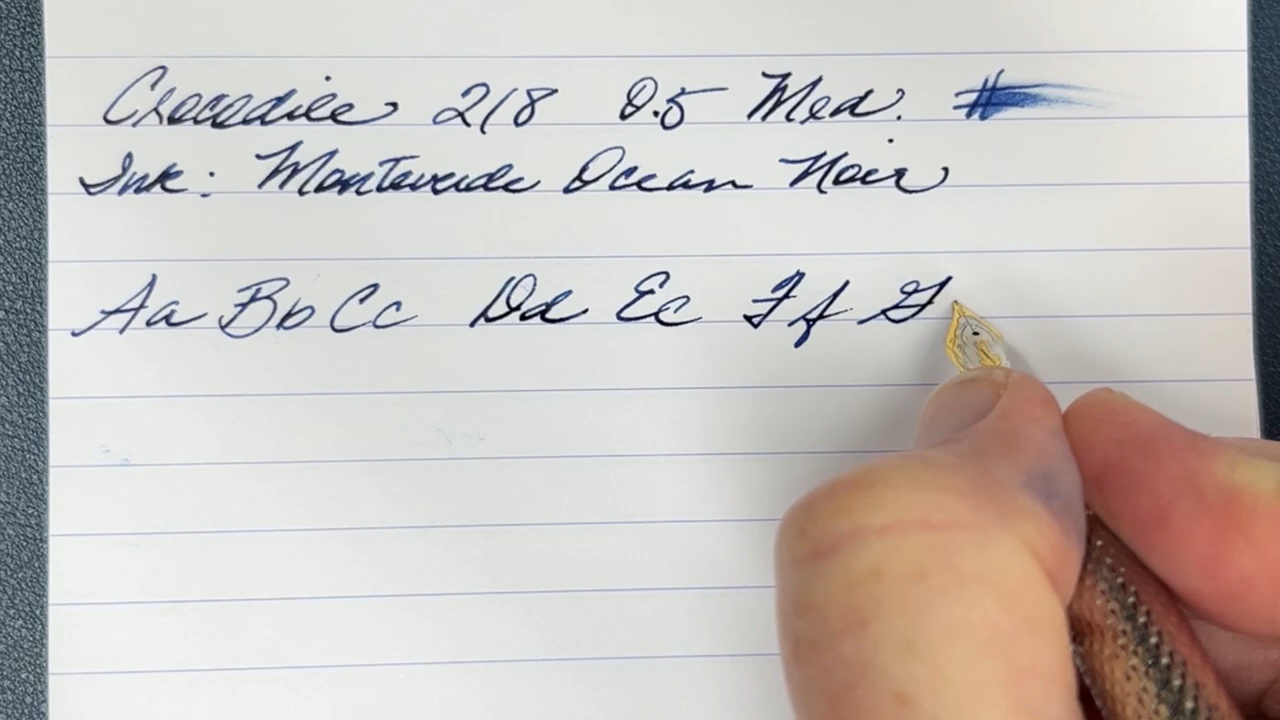 Crocodile 218 0.5 Med. #
Ink: Monteverde Ocean Noir
Aa Bb Cc Dd Ee Ff G